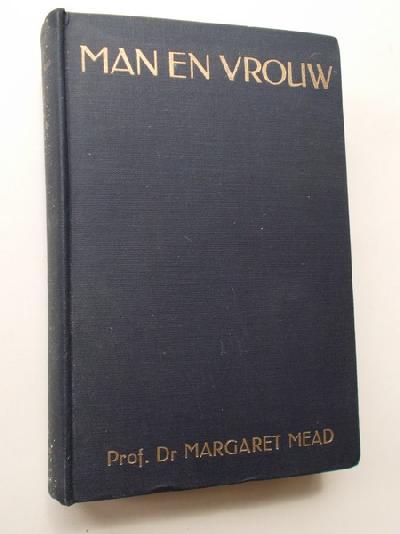 MAN EN VROUW
Prof. Dr MARGARET MEAD